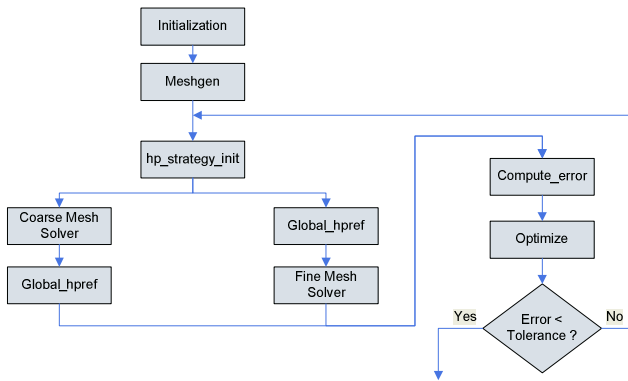 Initialization
Meshgen
hp_strategy_init
Coarse Mesh
Solver
Global_hpref
Global_hpref
Fine Mesh
Solver
Compute_error
Optimize
Error <
Tolerance ?
Yes
No